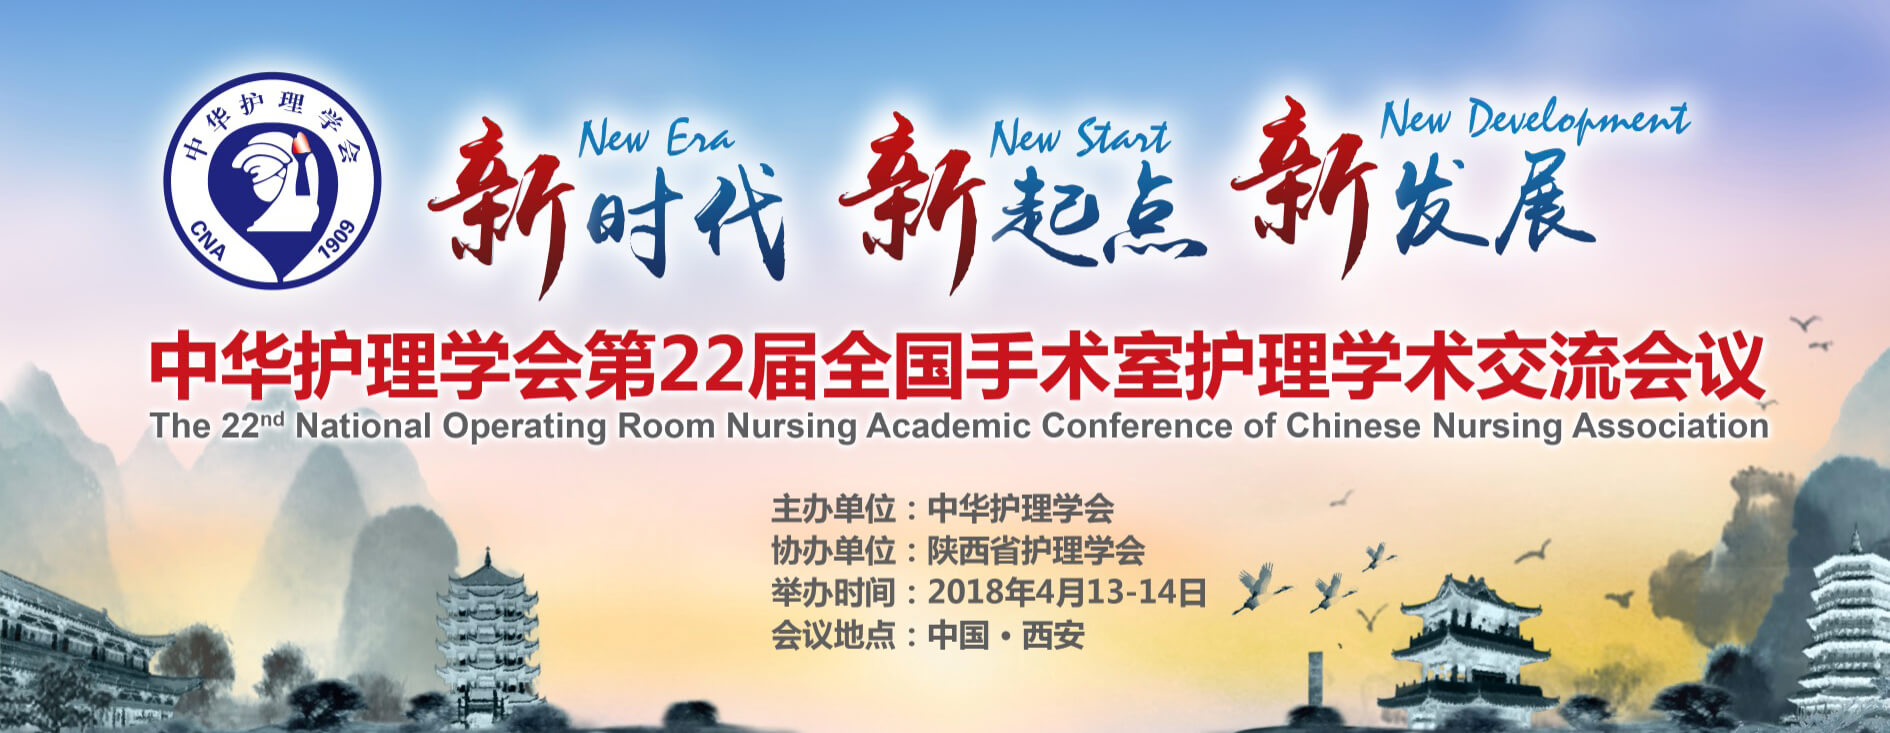 中华护理学会
CNA 1909
New Era New Start New Development
新时代 新起点 新发展
中华护理学会第22届全国手术室护理学术交流会议
The 22nd National Operating Room Nursing Academic Conference of Chinese Nursing Association
主办单位：中华护理学会
协办单位：陕西省护理学会
举办时间：2018年4月13-14日
会议地点：中国·西安